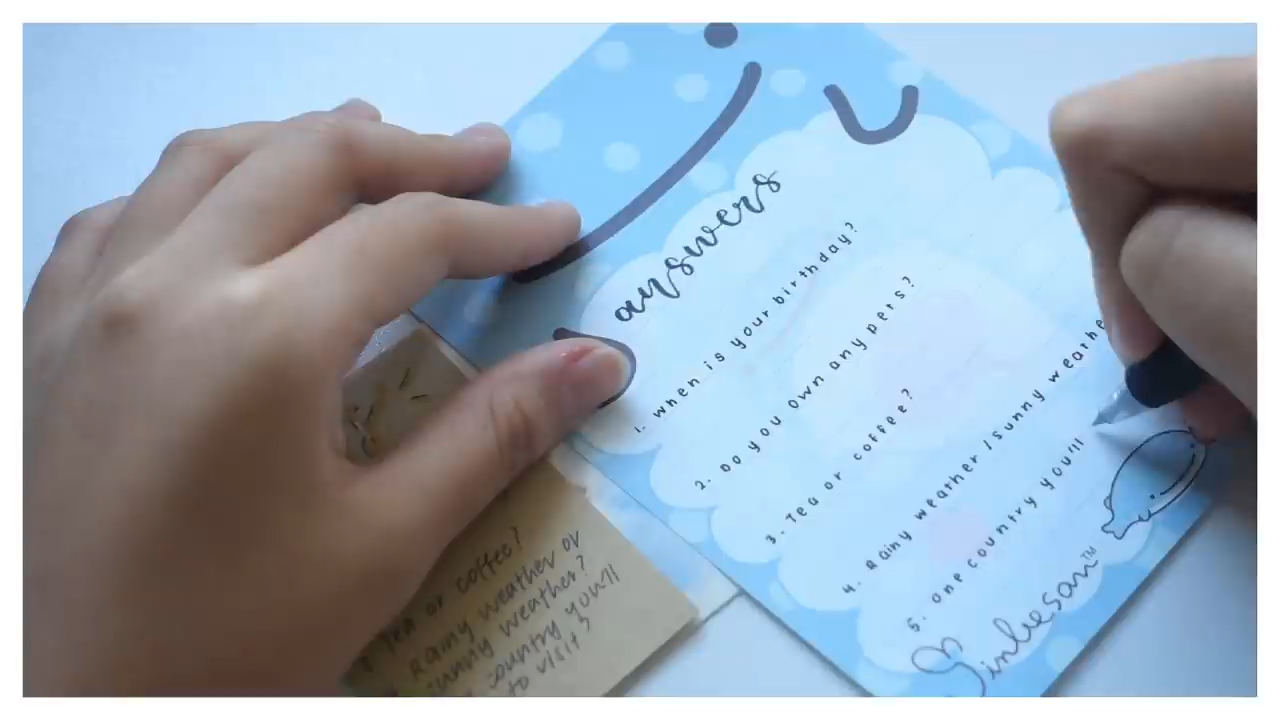 answers
1. when is your birthday?
2. Do you own any pets?
3. Tea or coffee?
4. Rainy weather / sunny weathe
5. One country you'll
Jinbesan™
Tea or coffee?
Rainy weather or
sunny weather?
country you'll
to visit?